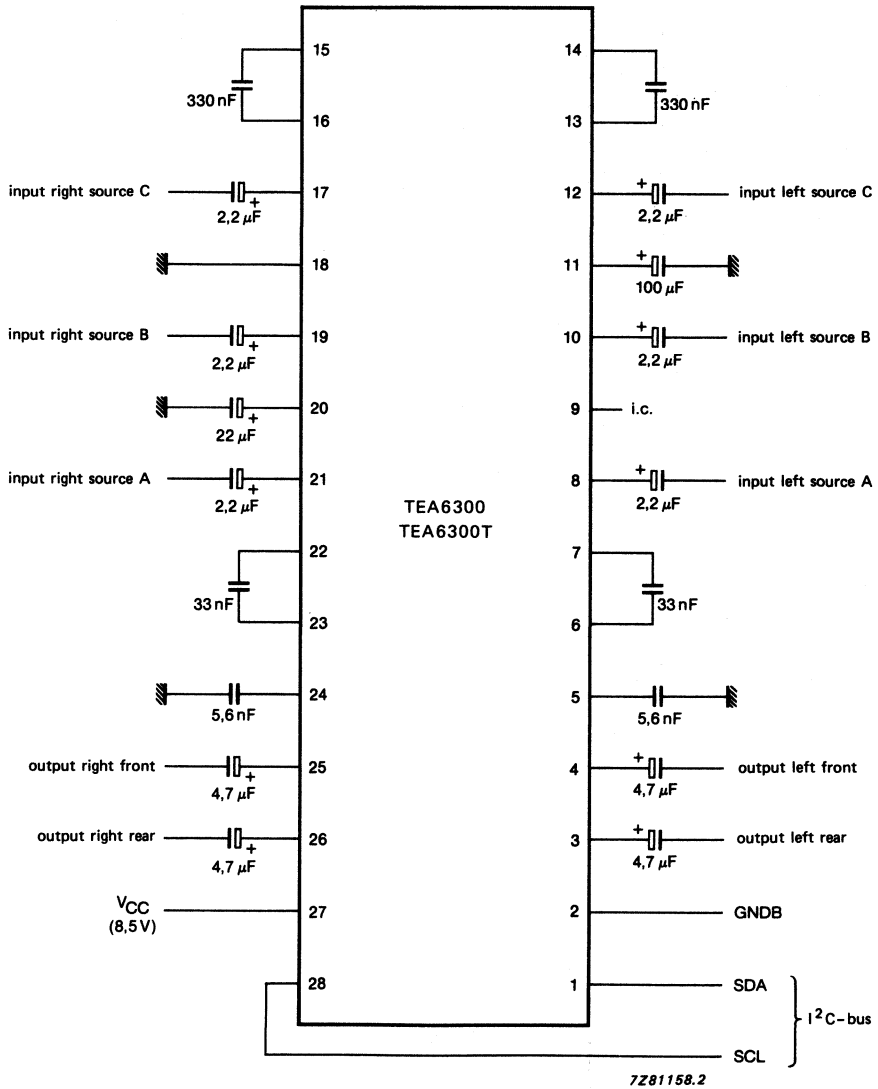 15
14
330 nF
330 nF
16
13
input right source C
17
12
input left source C
+
2,2 μF
+
2,2 μF
18
11
+
100 μF
input right source B
19
10
input left source B
+
2,2 μF
+
2,2 μF
20
9
i.c.
+
22 μF
input right source A
21
8
input left source A
+
2,2 μF
+
2,2 μF
TEA6300
TEA6300T
22
7
33 nF
33 nF
23
6
24
5
5,6 nF
5,6 nF
output right front
25
4
output left front
+
4,7 μF
+
4,7 μF
output right rear
26
3
output left rear
+
4,7 μF
+
4,7 μF
VCC
(8,5 V)
27
2
GNDB
28
1
SDA
I²C-bus
SCL
7Z81158.2